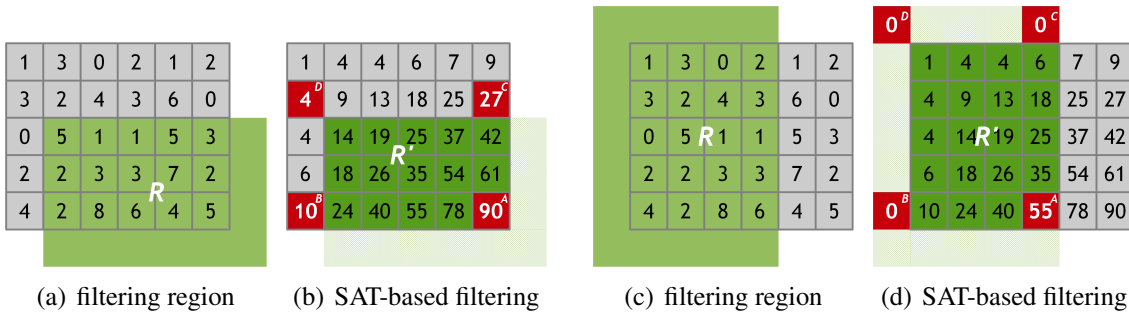 1 3 0 2 1 2
3 2 4 3 6 0
0 5 1 1 5 3
2 2 3 3 7 2
R
4 2 8 6 4 5
(a) filtering region
1 4 4 6 7 9
4 D 9 13 18 25 27 C
4 14 19 25 37 42
R'
6 18 26 35 54 61
10 B 24 40 55 78 90 A
(b) SAT-based filtering
1 3 0 2 1 2
3 2 4 3 6 0
0 5 R 1 1 5 3
2 2 3 3 7 2
4 2 8 6 4 5
(c) filtering region
0 D 0 C
1 4 4 6 7 9
4 9 13 18 25 27
4 14 R' 19 25 37 42
6 18 26 35 54 61
0 B 10 24 40 55 A 78 90
(d) SAT-based filtering